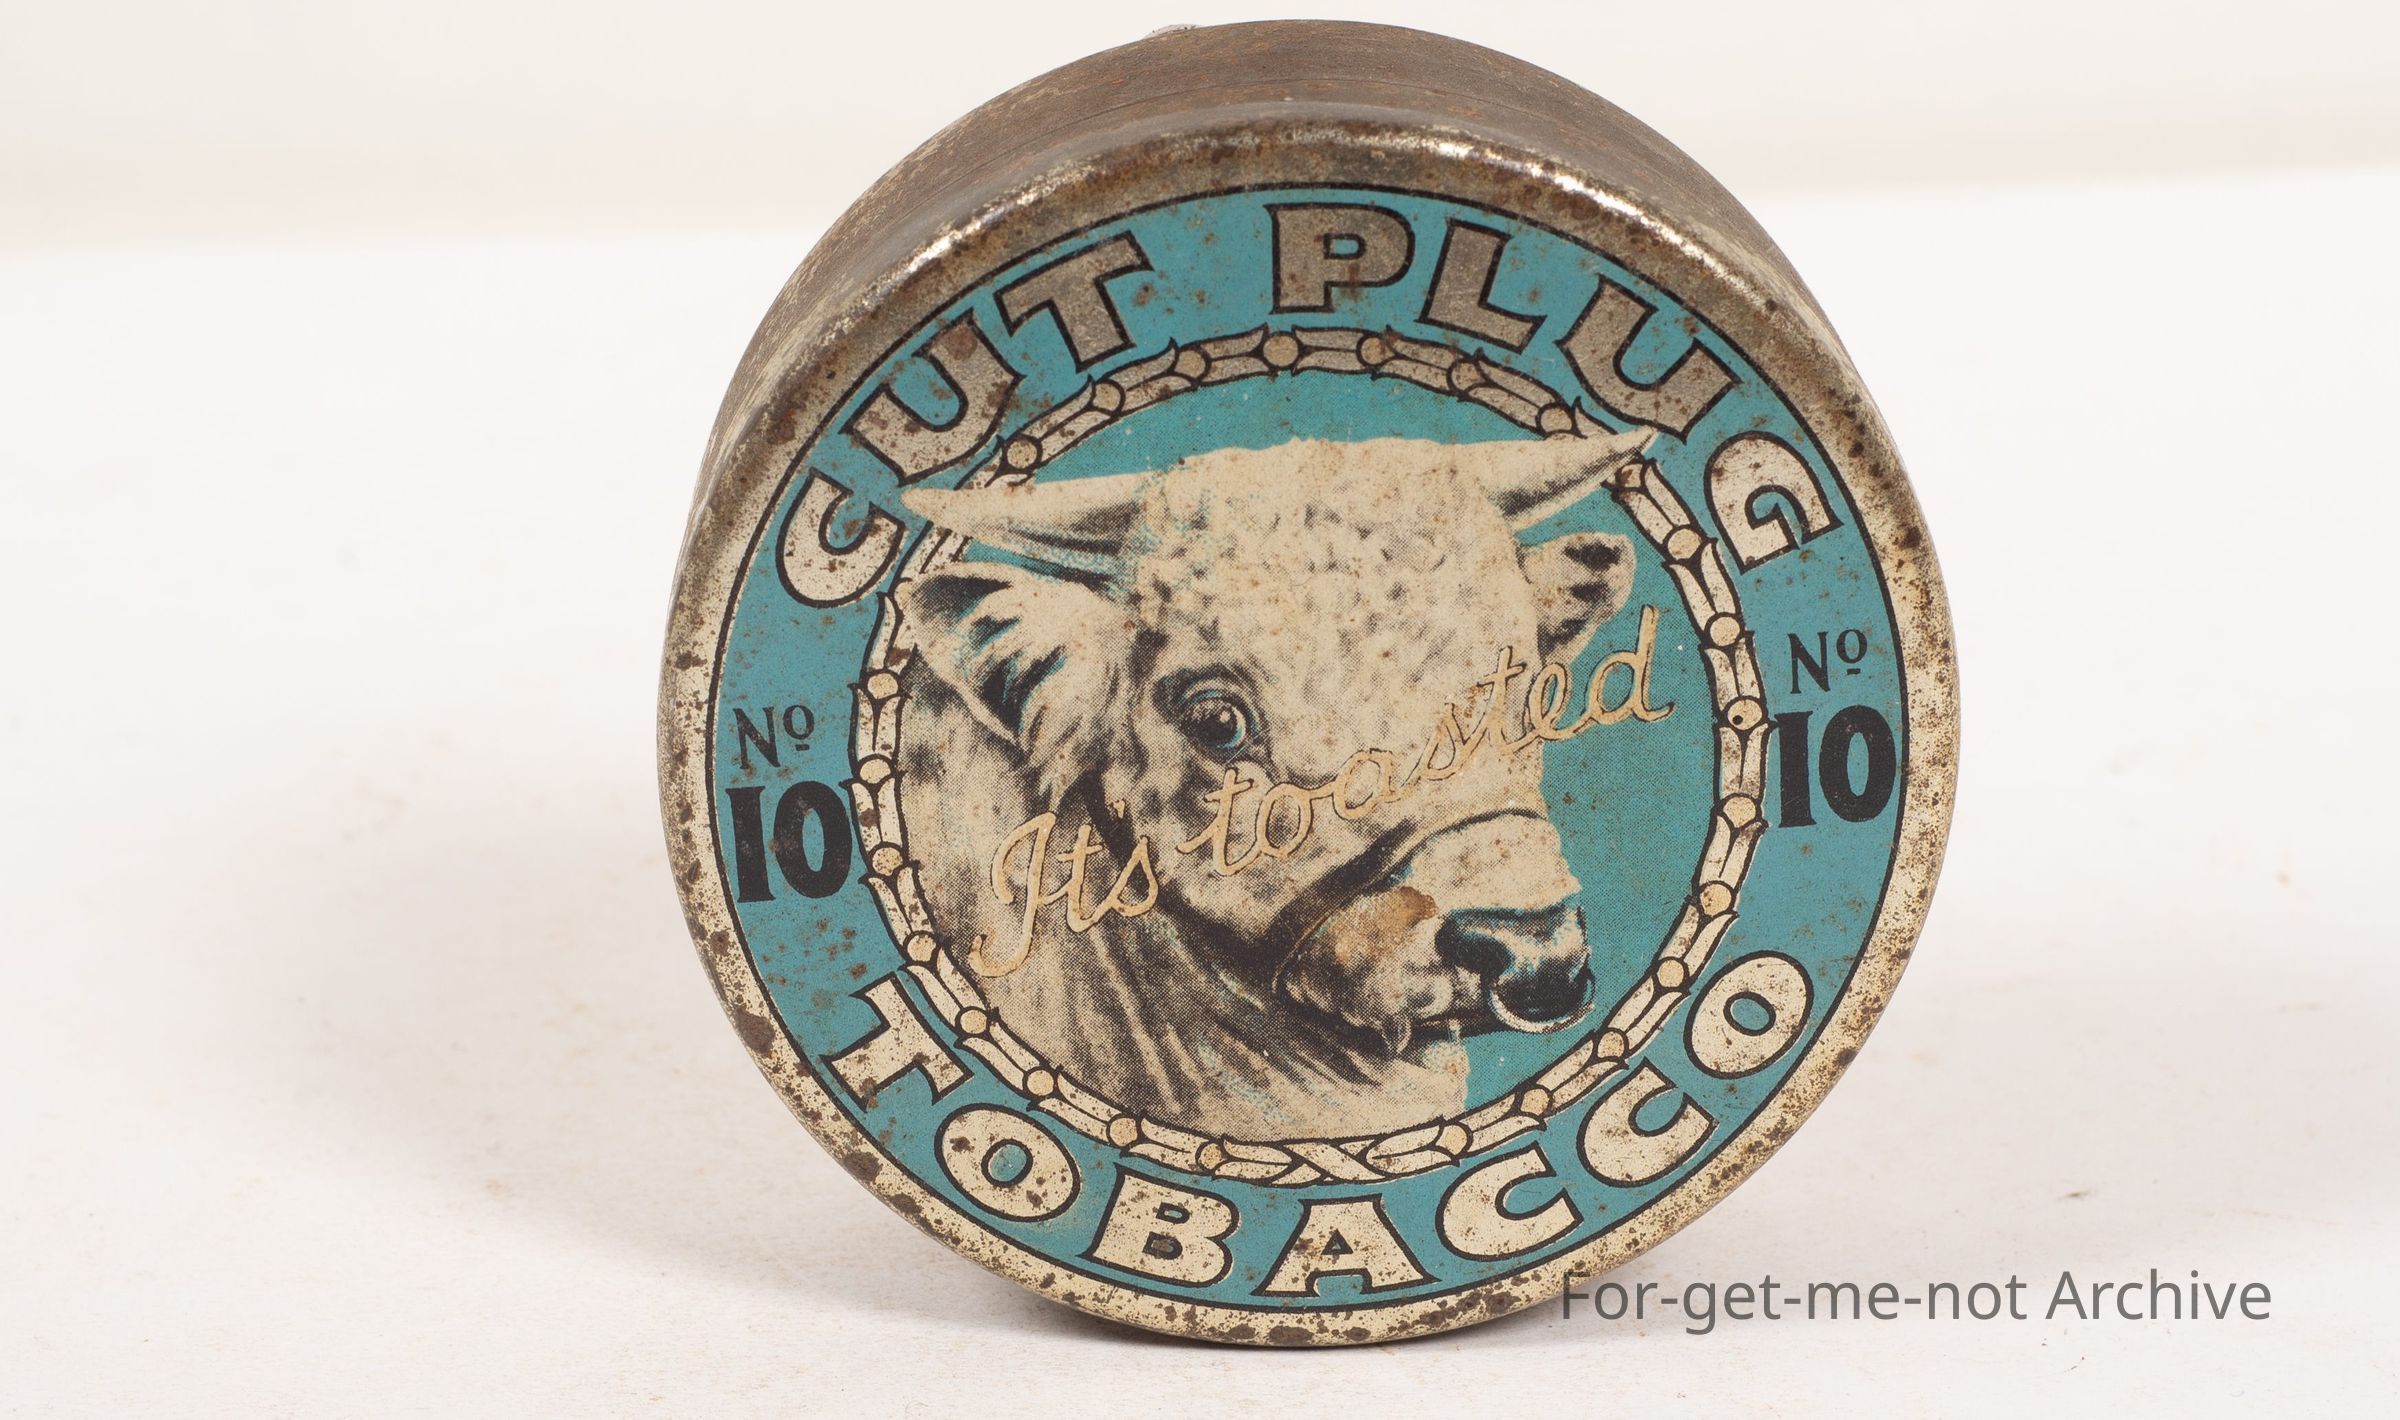 CUT PLUG
Nº
10
Nº
10
It's toasted
TOBACCO
For-get-me-not Archive